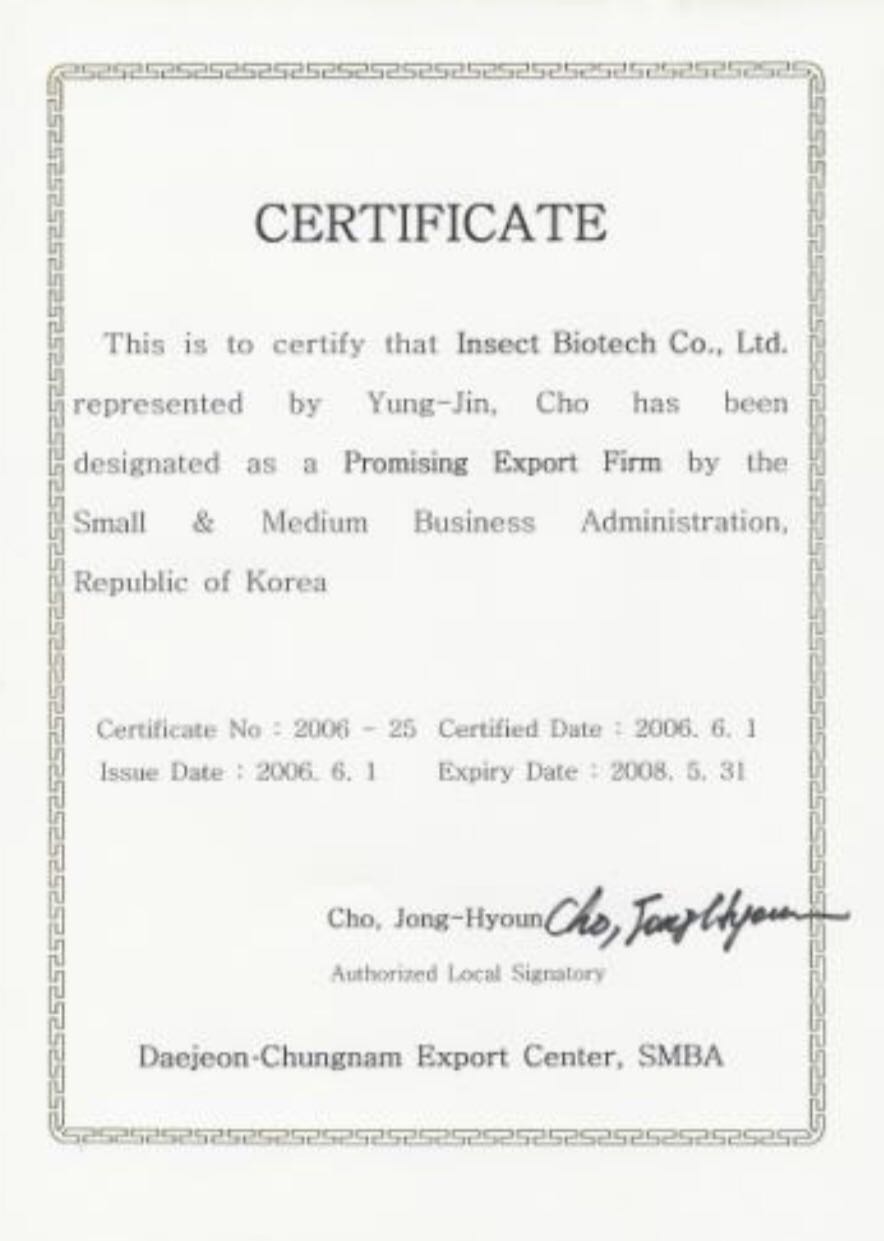 CERTIFICATE
This is to certify that Insect Biotech Co., Ltd.
represented by Yung-Jin, Cho has been
designated as a Promising Export Firm by the
Small & Medium Business Administration,
Republic of Korea
Certificate No : 2006 - 25 Certified Date : 2006. 6. 1
Issue Date : 2006. 6. 1 Expiry Date : 2008. 5. 31
Cho, Jong-Hyoun Cho, Jong Hyoun
Authorized Local Signatory
Daejeon·Chungnam Export Center, SMBA